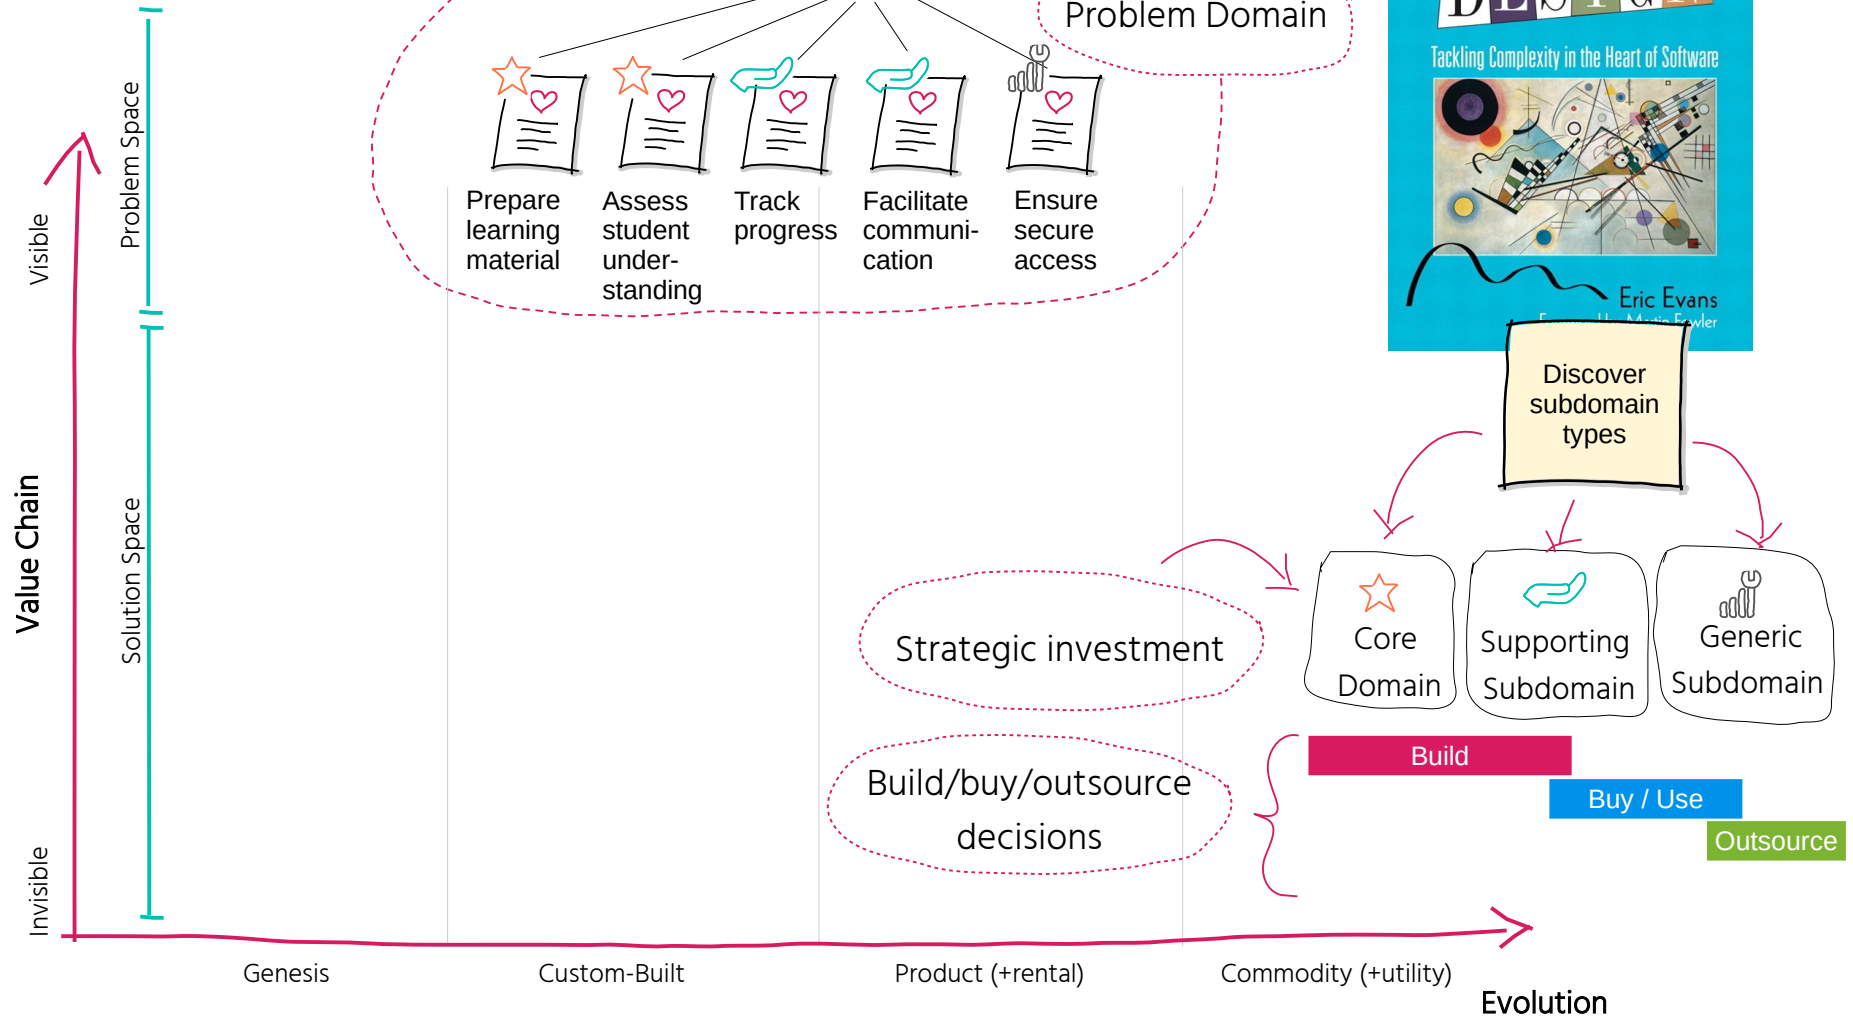 Problem Domain
DESIGN
Tackling Complexity in the Heart of Software
Eric Evans
Prepare
learning
material
Assess
student
under-
standing
Track
progress
Facilitate
communi-
cation
Ensure
secure
access
Discover
subdomain
types
Problem Space
Solution Space
Visible
Value Chain
Invisible
Strategic investment
Core
Domain
Supporting
Subdomain
Generic
Subdomain
Build/buy/outsource
decisions
Build
Buy / Use
Outsource
Genesis
Custom-Built
Product (+rental)
Commodity (+utility)
Evolution